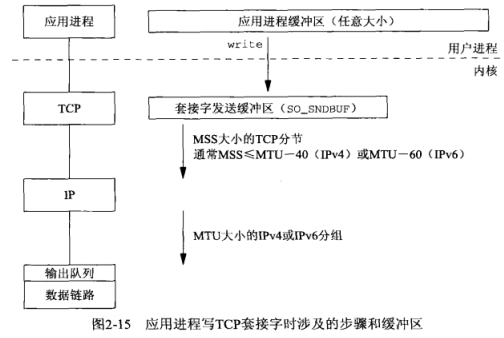 应用进程
应用进程缓冲区（任意大小）
write
用户进程
内核
TCP
套接字发送缓冲区（SO_SNDBUF）
MSS大小的TCP分节
通常MSS≤MTU－40（IPv4）或MTU－60（IPv6）
IP
MTU大小的IPv4或IPv6分组
输出队列
数据链路
图2-15 应用进程写TCP套接字时涉及的步骤和缓冲区